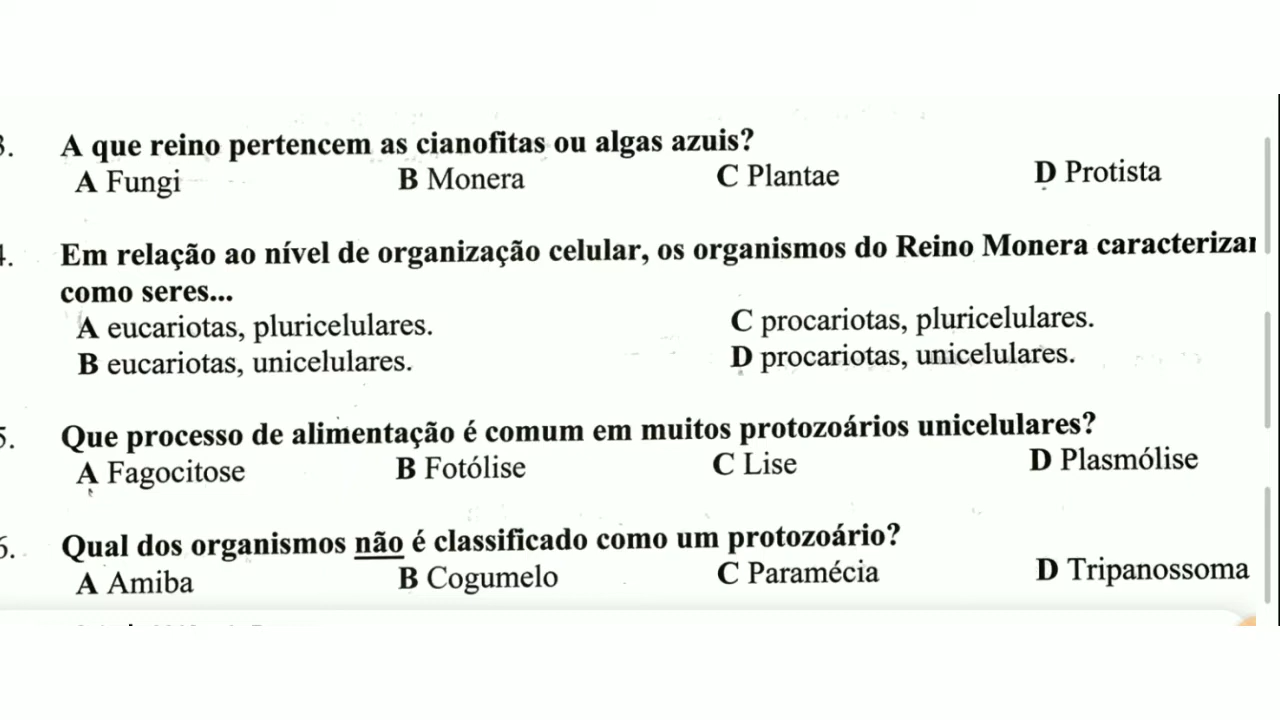 3. A que reino pertencem as cianofitas ou algas azuis?
A Fungi B Monera C Plantae D Protista
4. Em relação ao nível de organização celular, os organismos do Reino Monera
como seres...
A eucariotas, pluricelulares. C procariotas, pluricelulares.
B eucariotas, unicelulares. D procariotas, unicelulares.
5. Que processo de alimentação é comum em muitos protozoários unicelulares?
A Fagocitose B Fotólise C Lise D Plasmólise
6. Qual dos organismos não é classificado como um protozoário?
A Amiba B Cogumelo C Paramécia D Tripanossoma